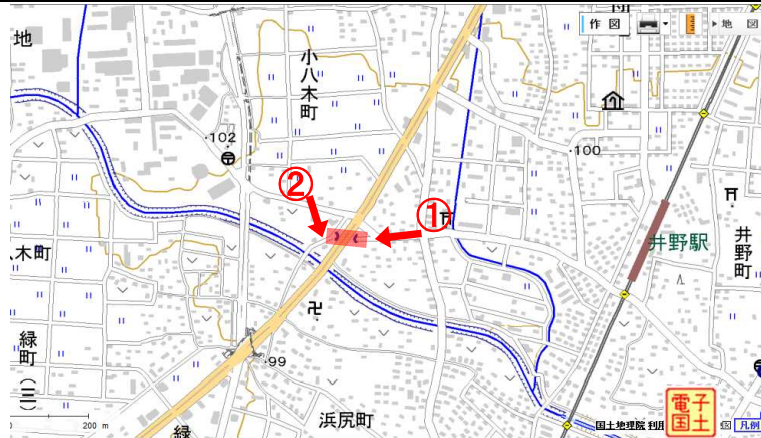 作図
地図
地
小八木町
102
100
②
①
井野駅
井野町
木町
緑町(三)
99
200 m
浜尻町
緑
電子国土
国土地理院
凡例